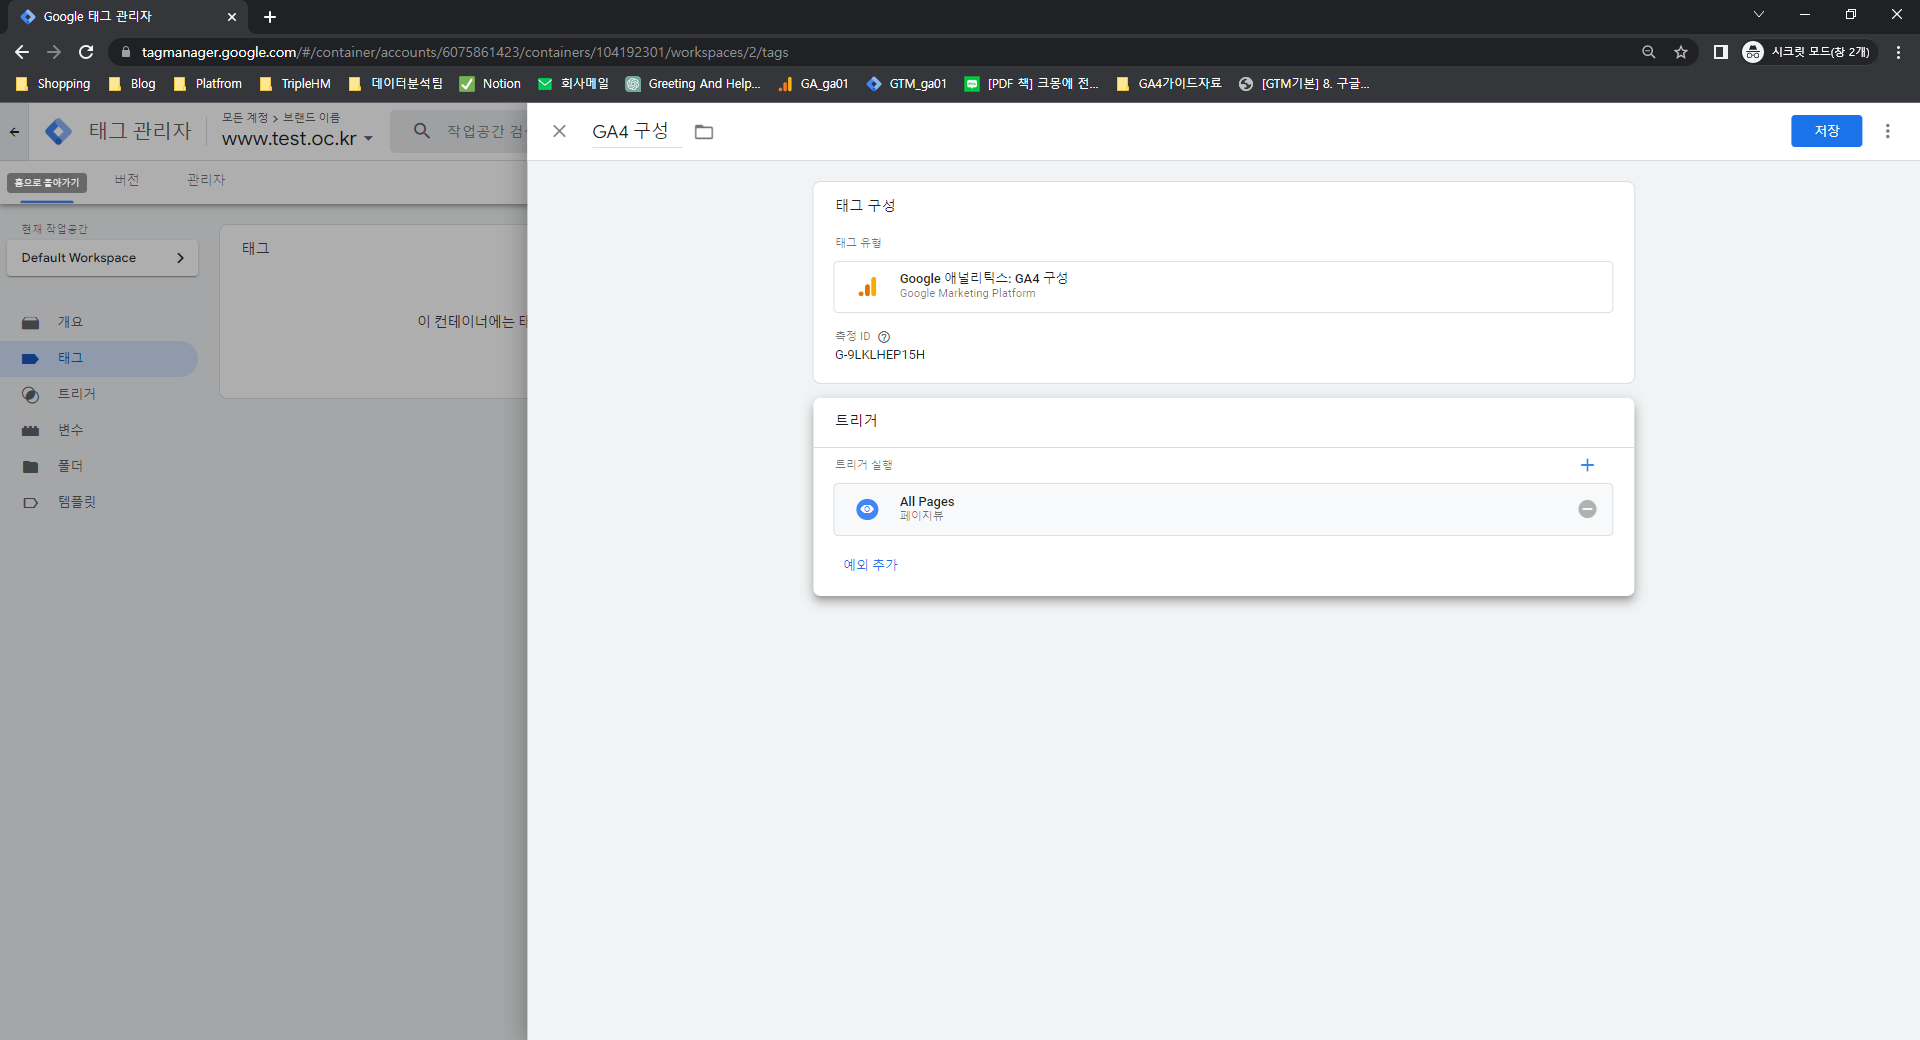 Google 태그 관리자
tagmanager.google.com/#/container/accounts/6075861423/containers/104192301/workspaces/2/tags
시크릿 모드(창 2개)
Shopping
Blog
Platfrom
TripleHM
데이터분석팀
Notion
회사메일
Greeting And Help...
GA_ga01
GTM_ga01
[PDF 책] 크몽에 전...
GA4가이드자료
[GTM기본] 8. 구글...
태그 관리자
모든 계정 > 브랜드 이름
www.test.oc.kr
작업공간 검
홈으로 돌아가기
버전
관리자
현재 작업공간
Default Workspace
개요
태그
트리거
변수
폴더
템플릿
태그
이 컨테이너에는 태
GA4 구성
저장
태그 구성
태그 유형
Google 애널리틱스: GA4 구성
Google Marketing Platform
측정 ID
G-9LKLHEP15H
트리거
트리거 실행
All Pages
페이지뷰
예외 추가